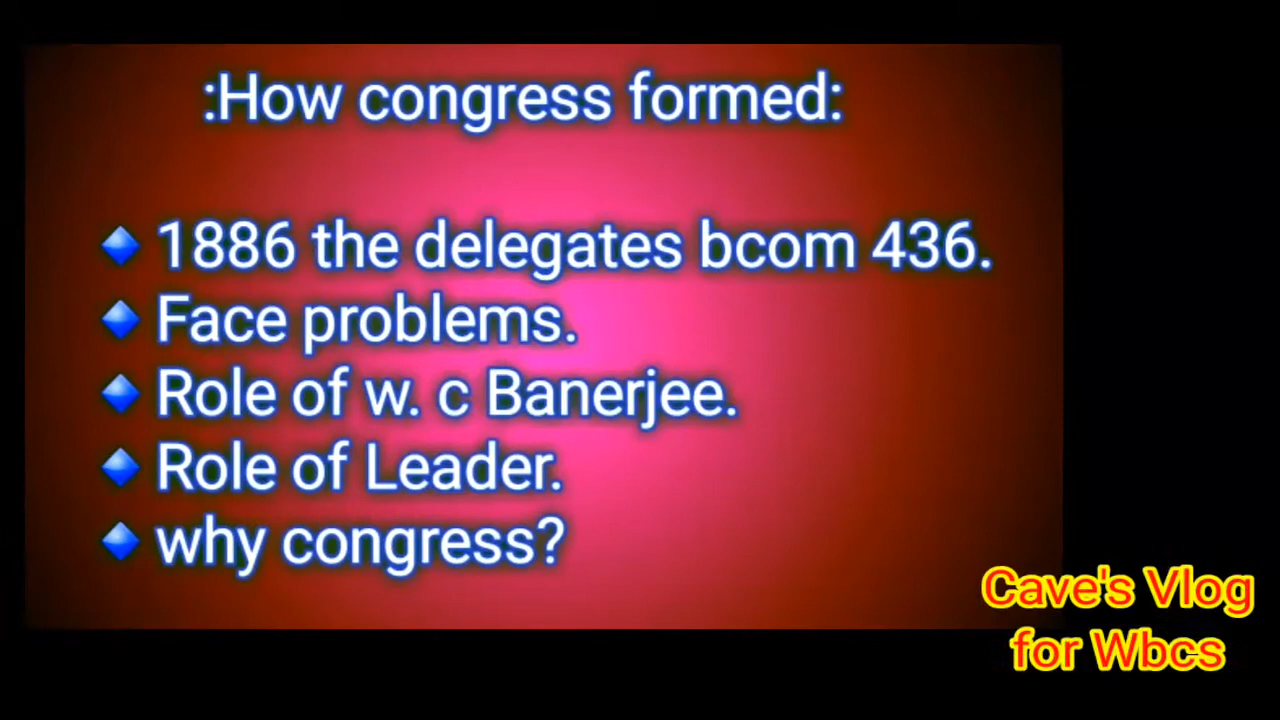 :How congress formed:
🔹1886 the delegates bcom 436.
🔹Face problems.
🔹Role of w. c Banerjee.
🔹Role of Leader.
🔹why congress?
Cave's Vlog
for Wbcs